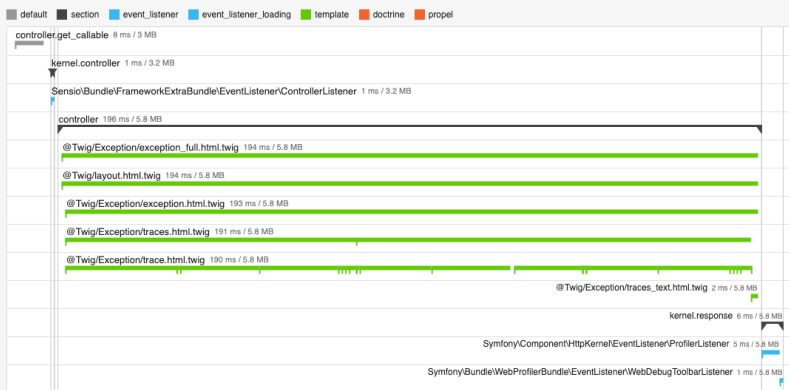 default section event_listener event_listener_loading template doctrine propel
controller.get_callable 8 ms / 3 MB
kernel.controller 1 ms / 3.2 MB
Sensio\Bundle\FrameworkExtraBundle\EventListener\ControllerListener 1 ms / 3.2 MB
controller 196 ms / 5.8 MB
@Twig/Exception/exception_full.html.twig 194 ms / 5.8 MB
@Twig/layout.html.twig 194 ms / 5.8 MB
@Twig/Exception/exception.html.twig 193 ms / 5.8 MB
@Twig/Exception/traces.html.twig 191 ms / 5.8 MB
@Twig/Exception/trace.html.twig 190 ms / 5.8 MB
@Twig/Exception/traces_text.html.twig 2 ms / 5.8 MB
kernel.response 6 ms / 5.8 MB
Symfony\Component\HttpKernel\EventListener\ProfilerListener 5 ms / 5.8 MB
Symfony\Bundle\WebProfilerBundle\EventListener\WebDebugToolbarListener 1 ms / 5.8 MB